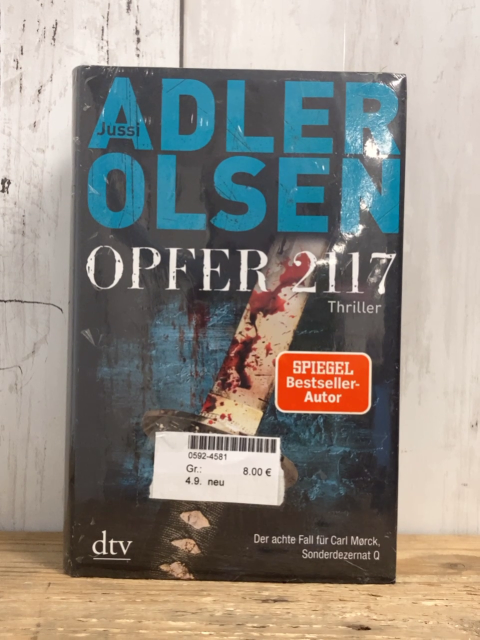 ADLER
Jussi
OLSEN
OPFER 2117
Thriller
SPIEGEL
Bestseller-
Autor
0592-4581
Gr.: 8.00 €
4.9. neu
Der achte Fall für Carl Mørck,
Sonderdezernat Q
dtv